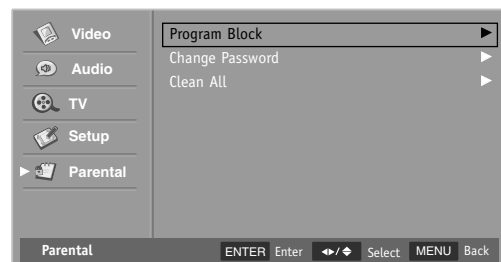 Video
Audio
TV
Setup
Parental
Program Block
Change Password
Clean All
Parental ENTER Enter Select MENU Back